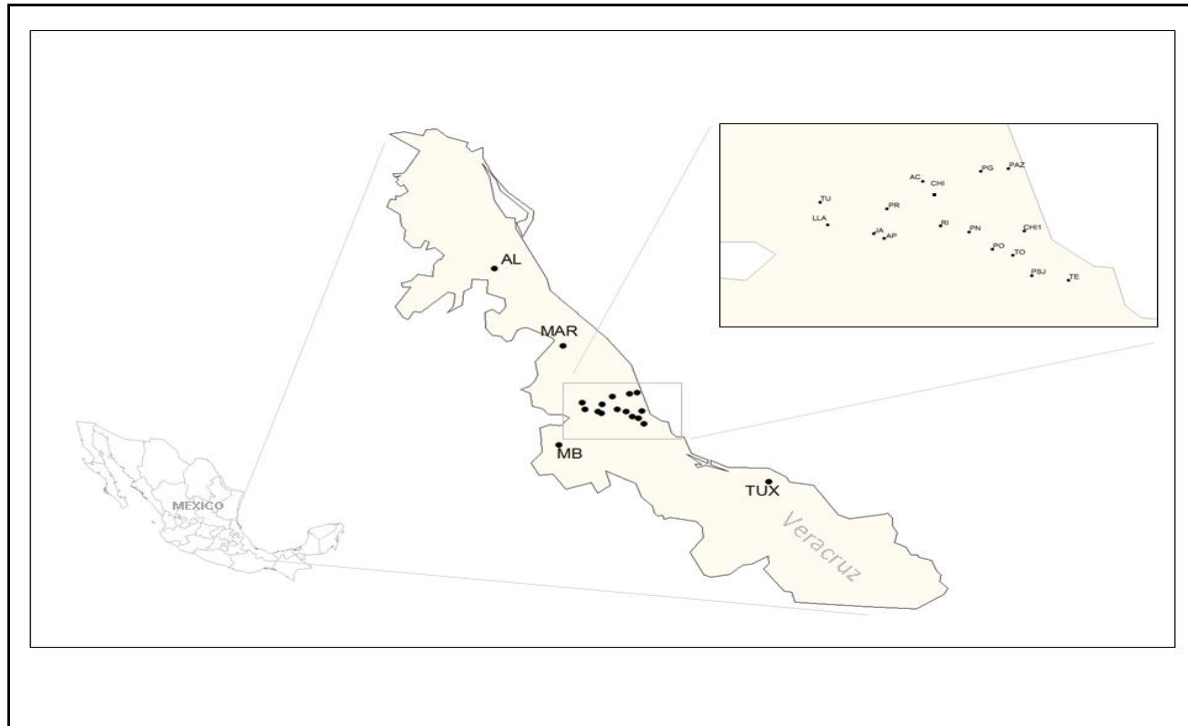 PG
PAZ
AC
CHI
TU
PR
LLA
RI
JA
AP
PN
CHI1
PO
TO
PSJ
TE
AL
MAR
MB
TUX
Veracruz
MEXICO